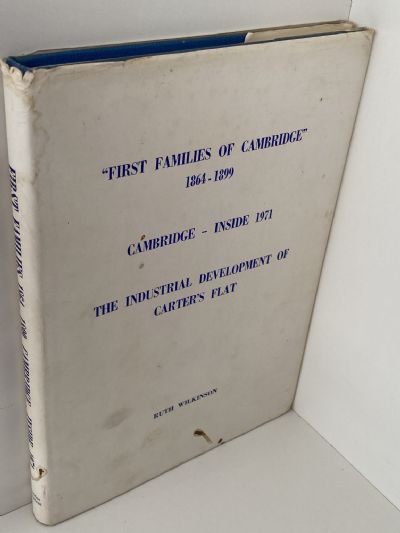 "FIRST FAMILIES OF CAMBRIDGE"
1864-1899
CAMBRIDGE - INSIDE 1971
THE INDUSTRIAL DEVELOPMENT OF
CARTER'S FLAT
RUTH WILKINSON